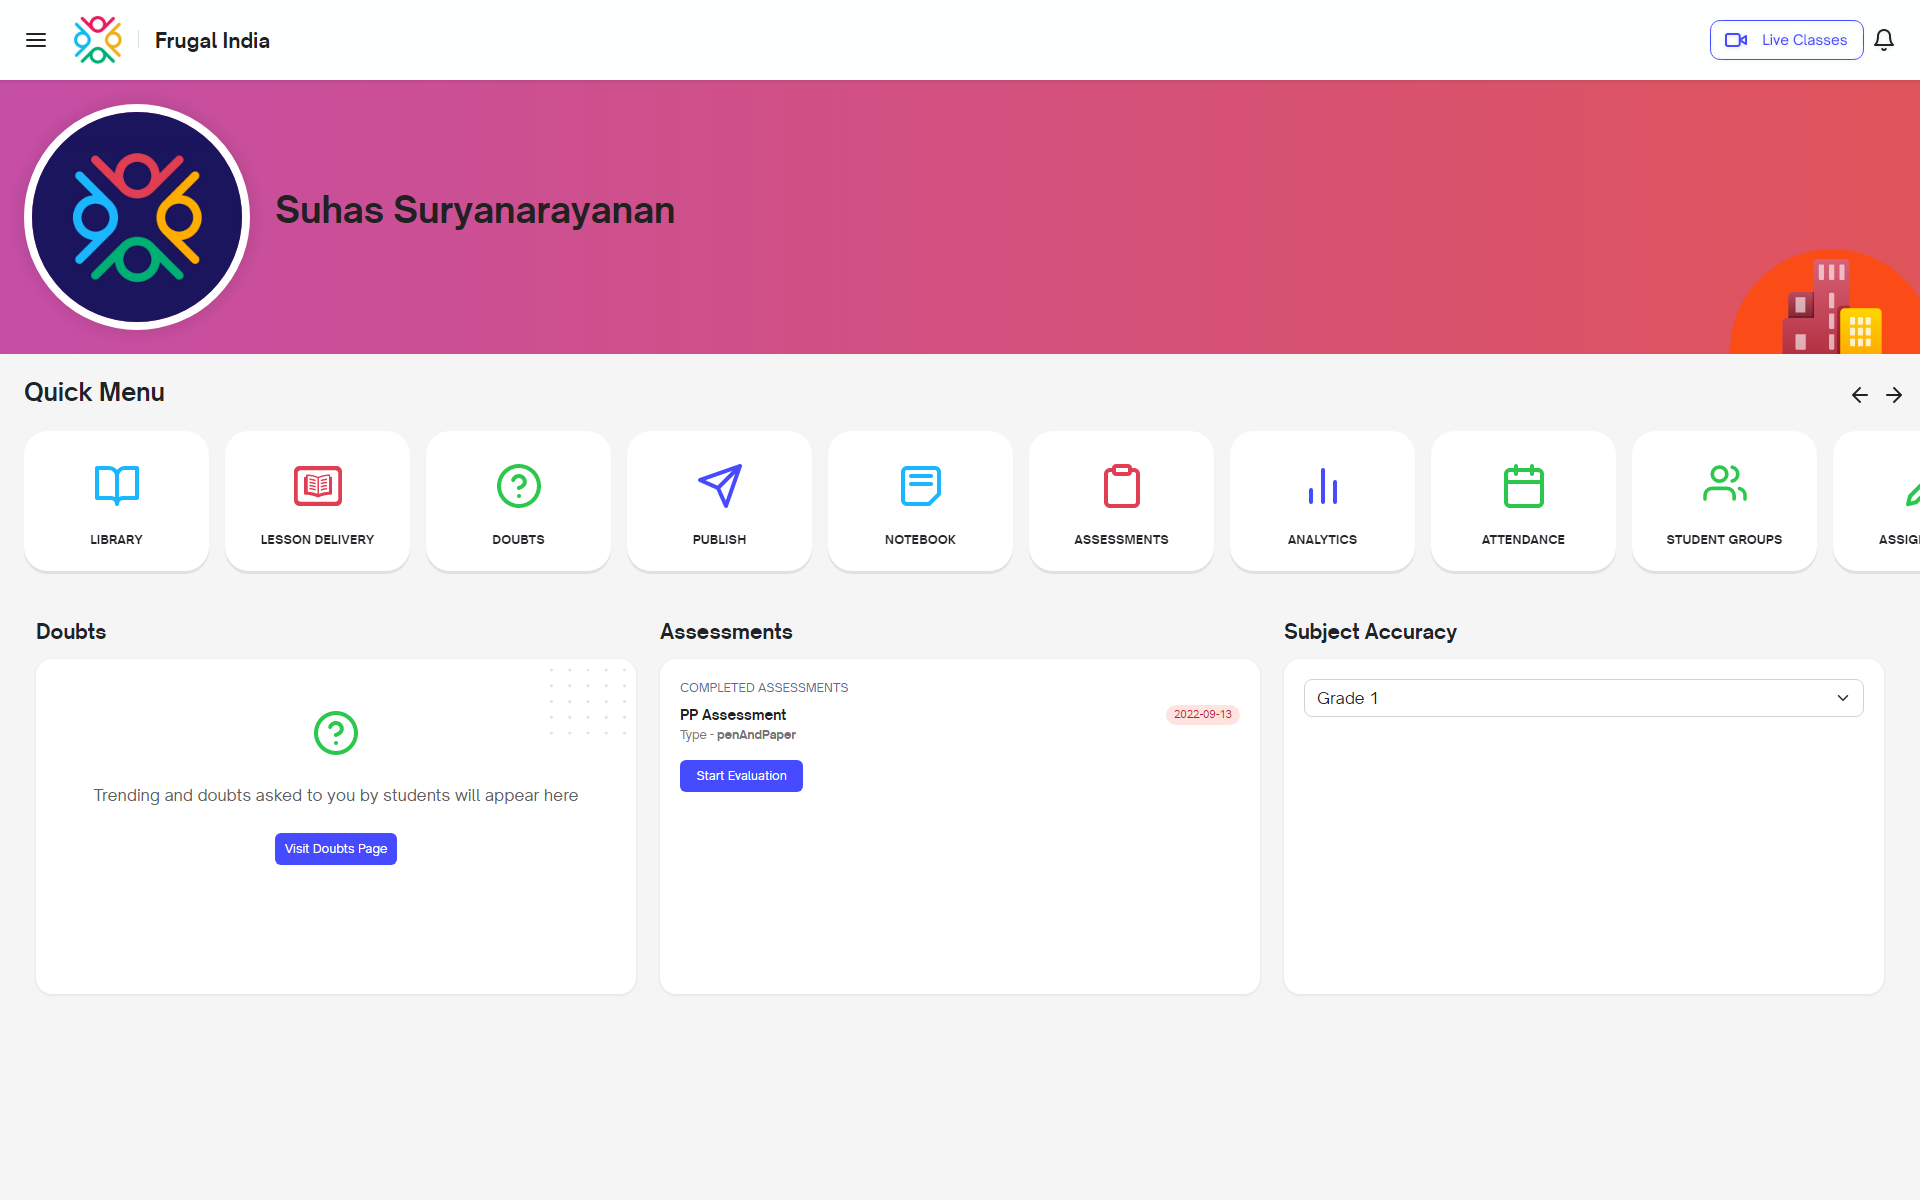 Frugal India
Live Classes
Suhas Suryanarayanan
Quick Menu
LIBRARY
LESSON DELIVERY
DOUBTS
PUBLISH
NOTEBOOK
ASSESSMENTS
ANALYTICS
ATTENDANCE
STUDENT GROUPS
ASSIG
Doubts
Trending and doubts asked to you by students will appear here
Visit Doubts Page
Assessments
COMPLETED ASSESSMENTS
PP Assessment
2022-09-13
Type - penAndPaper
Start Evaluation
Subject Accuracy
Grade 1